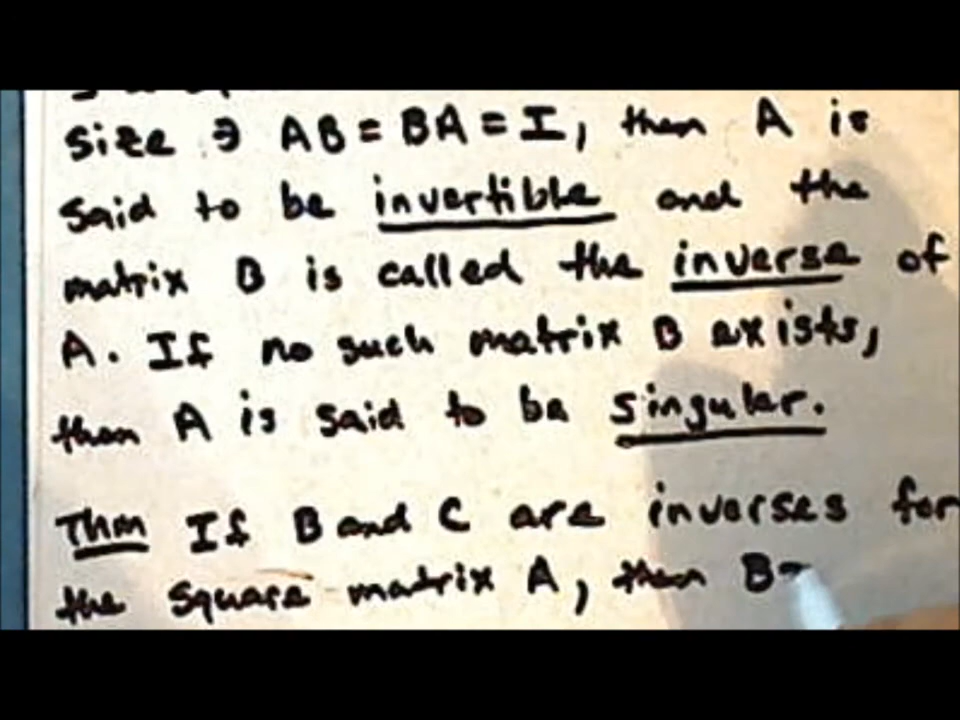 size ∋ AB = BA = I, then A is
said to be invertible and the
matrix B is called the inverse of
A. If no such matrix B exists,
then A is said to be singular.
Thm If B and C are inverses for
the square matrix A, then B=